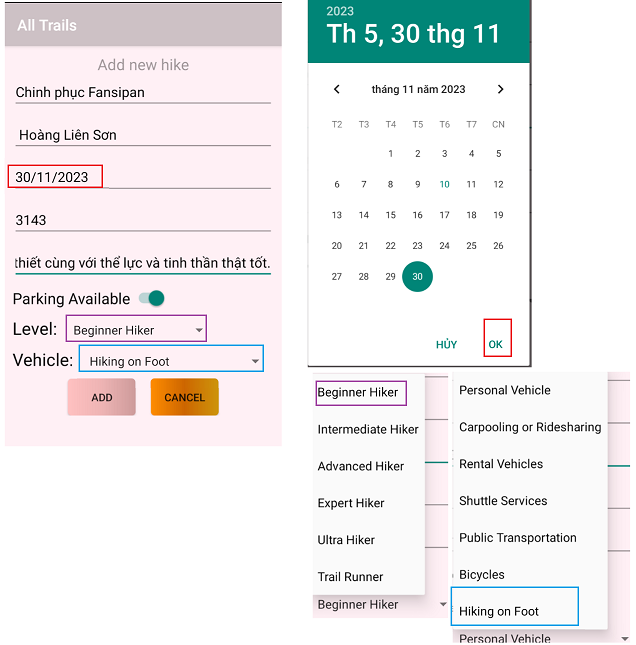 All Trails
Add new hike
Chinh phục Fansipan
Hoàng Liên Sơn
30/11/2023
3143
thiết cùng với thể lực và tinh thần thật tốt.
Parking Available
Level: Beginner Hiker
Vehicle: Hiking on Foot
ADD CANCEL
2023
Th 5, 30 thg 11
tháng 11 năm 2023
T2 T3 T4 T5 T6 T7 CN
1 2 3 4 5
6 7 8 9 10 11 12
13 14 15 16 17 18 19
20 21 22 23 24 25 26
27 28 29 30
HỦY OK
Beginner Hiker
Intermediate Hiker
Advanced Hiker
Expert Hiker
Ultra Hiker
Trail Runner
Beginner Hiker
Personal Vehicle
Carpooling or Ridesharing
Rental Vehicles
Shuttle Services
Public Transportation
Bicycles
Hiking on Foot
Personal Vehicle